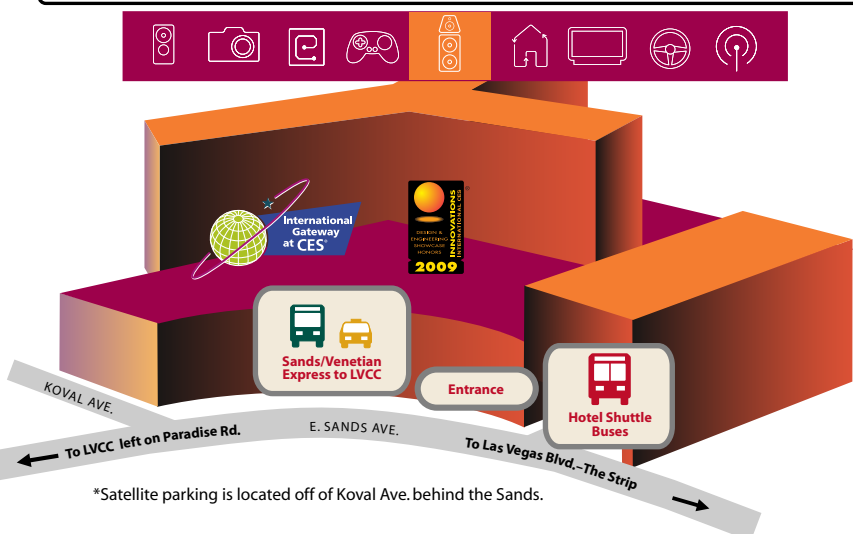 International
Gateway
at CES®
DESIGN &
ENGINEERING
SHOWCASE
HONORS
INNOVATIONS
INTERNATIONAL CES
®
2009
Sands/Venetian
Express to LVCC
Entrance
Hotel Shuttle
Buses
KOVAL AVE.
To LVCC left on Paradise Rd.
E. SANDS AVE.
To Las Vegas Blvd.–The Strip
*Satellite parking is located off of Koval Ave. behind the Sands.